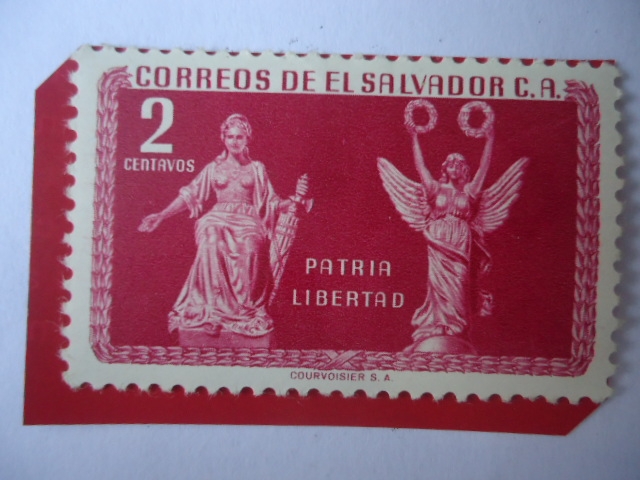 CORREOS DE EL SALVADOR C.A.
2
CENTAVOS
PATRIA
LIBERTAD
COURVOISIER S.A.